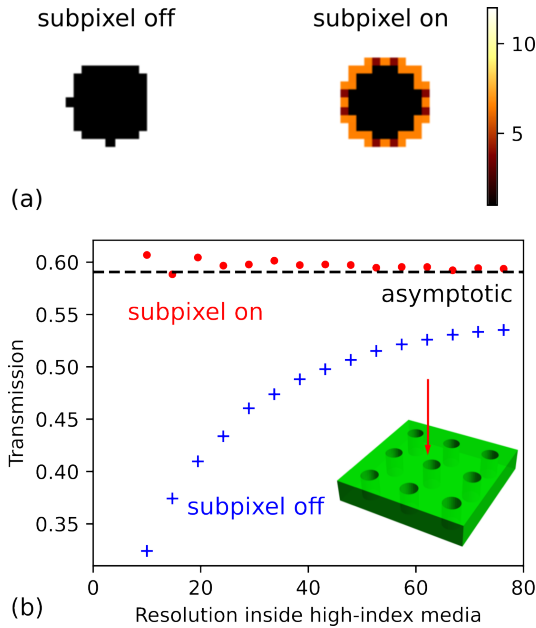 subpixel off
subpixel on
10
5
(a)
0.60
0.55
0.50
0.45
0.40
0.35
Transmission
asymptotic
subpixel on
subpixel off
0
20
40
60
80
Resolution inside high-index media
(b)